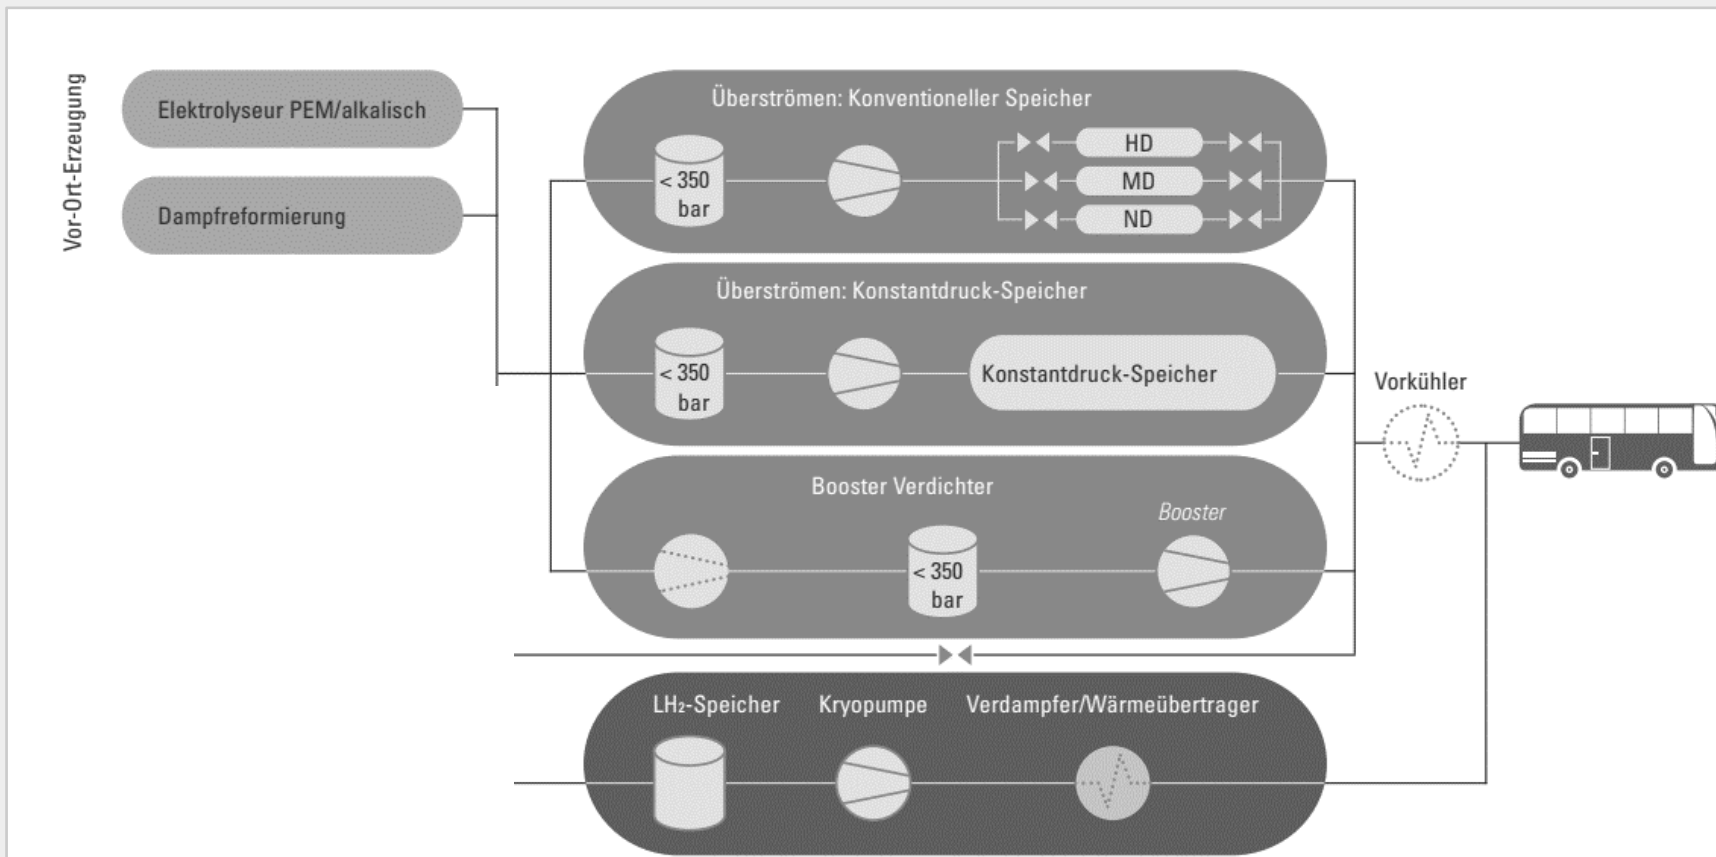 Vor-Ort-Erzeugung
Elektrolyseur PEM/alkalisch
Dampfreformierung
Überströmen: Konventioneller Speicher
< 350
bar
HD
MD
ND
Überströmen: Konstantdruck-Speicher
< 350
bar
Konstantdruck-Speicher
Vorkühler
Booster Verdichter
Booster
< 350
bar
LH₂-Speicher
Kryopumpe
Verdampfer/Wärmeübertrager